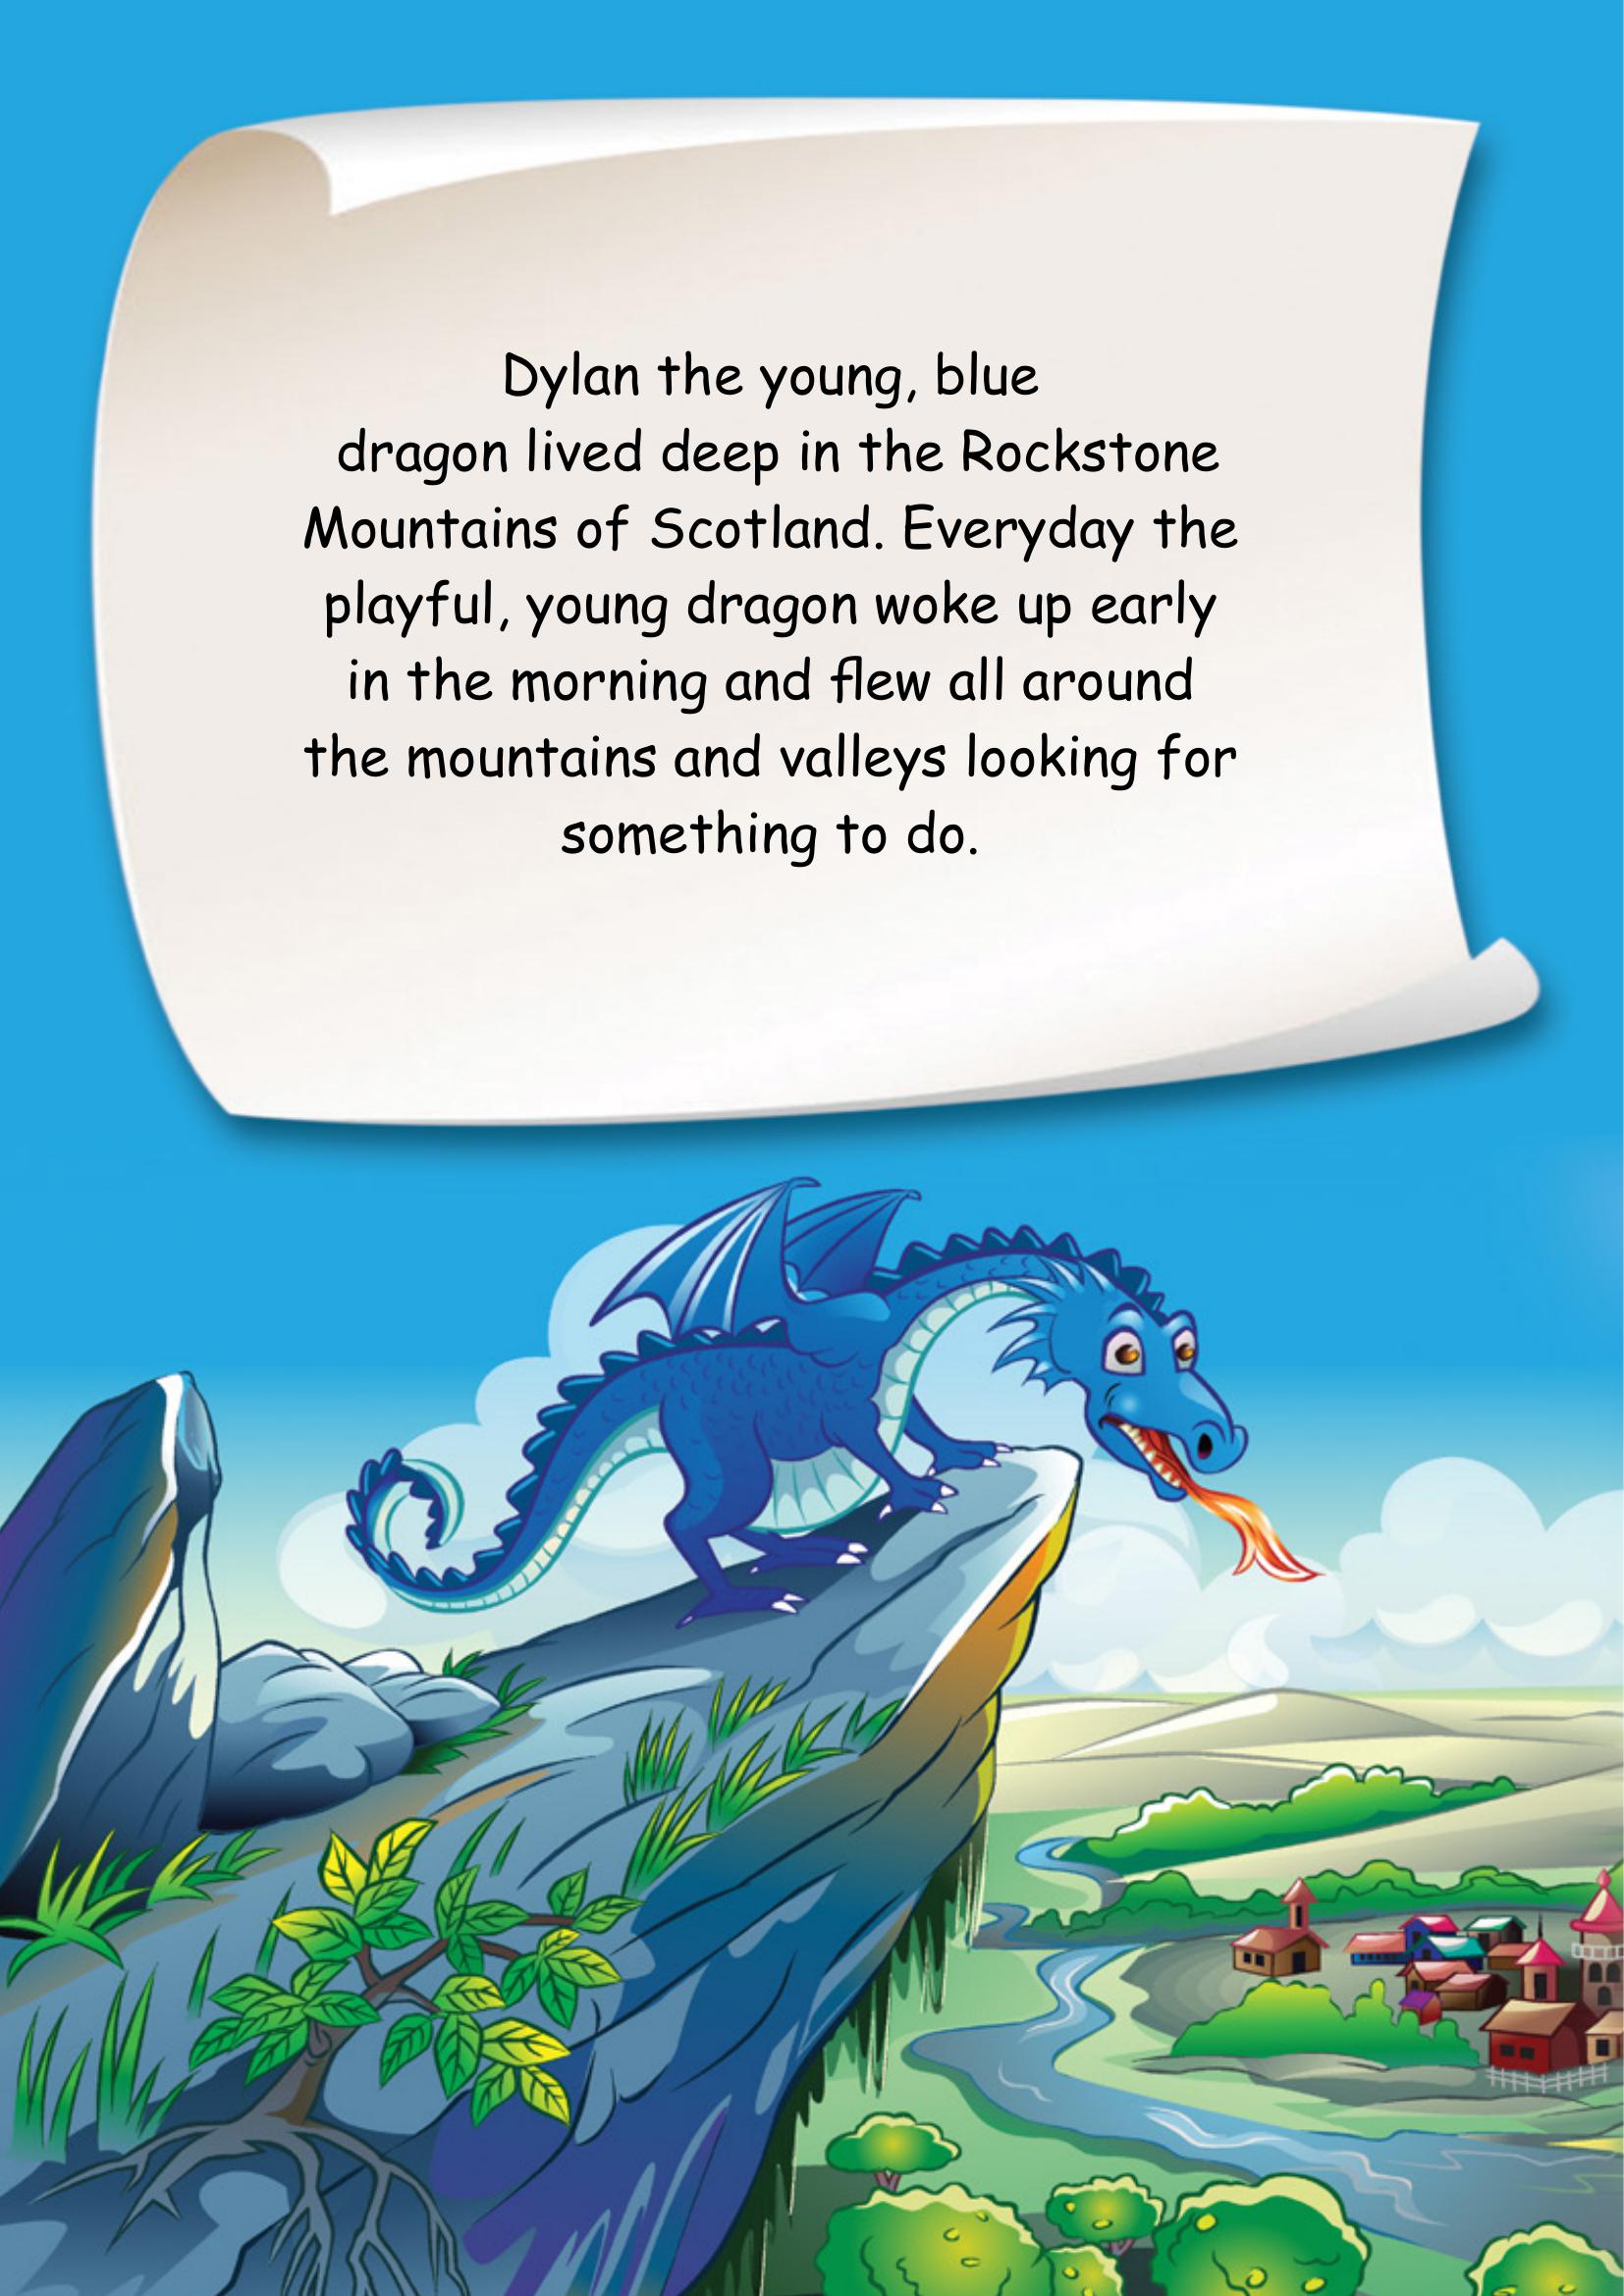 Dylan the young, blue
dragon lived deep in the Rockstone
Mountains of Scotland. Everyday the
playful, young dragon woke up early
in the morning and flew all around
the mountains and valleys looking for
something to do.